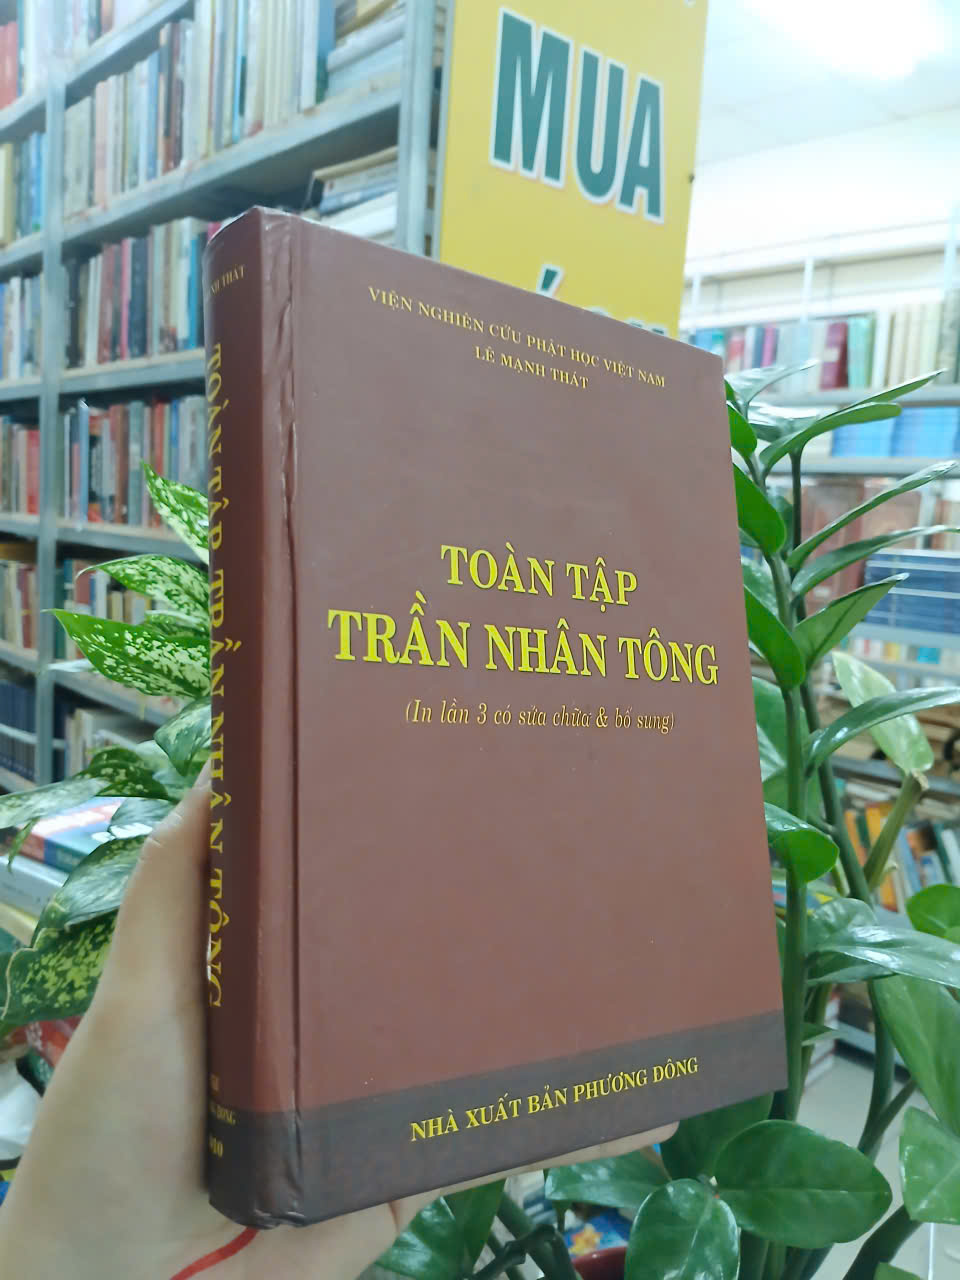 MUA
VIỆN NGHIÊN CỨU PHẬT HỌC VIỆT NAM
LÊ MẠNH THÁT
TOÀN TẬP
TRẦN NHÂN TÔNG
(In lần 3 có sửa chữa & bổ sung)
NHÀ XUẤT BẢN PHƯƠNG ĐÔNG
THÁT
TOÀN TẬP TRẦN NHÂN TÔNG